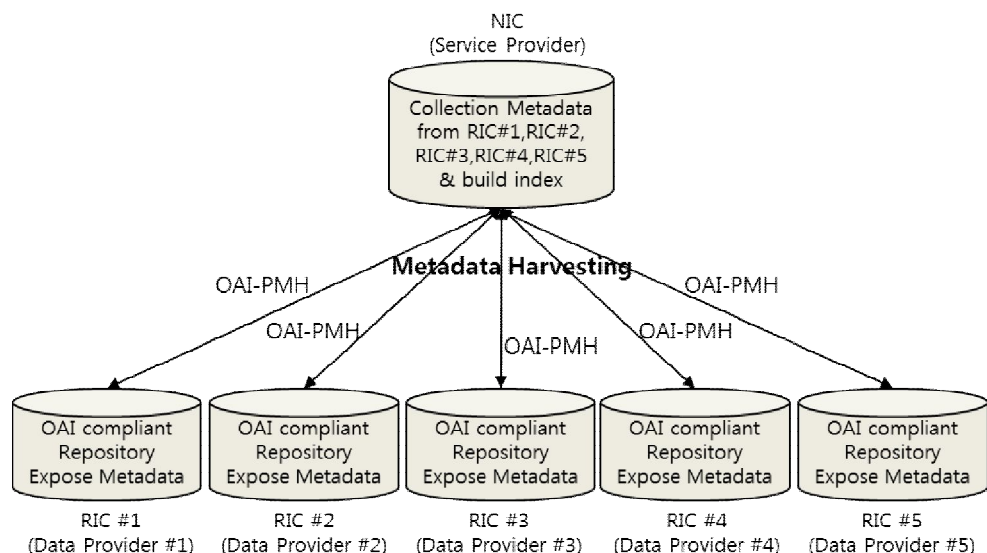 NIC
(Service Provider)
Collection Metadata
from RIC#1,RIC#2,
RIC#3,RIC#4,RIC#5
& build index
Metadata Harvesting
OAI-PMH
OAI-PMH
OAI-PMH
OAI-PMH
OAI-PMH
OAI compliant
Repository
Expose Metadata
RIC #1
(Data Provider #1)
OAI compliant
Repository
Expose Metadata
RIC #2
(Data Provider #2)
OAI compliant
Repository
Expose Metadata
RIC #3
(Data Provider #3)
OAI compliant
Repository
Expose Metadata
RIC #4
(Data Provider #4)
OAI compliant
Repository
Expose Metadata
RIC #5
(Data Provider #5)